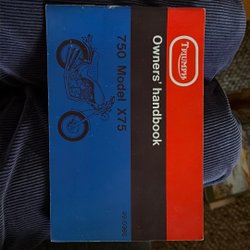 TRIUMPH
Owners' handbook
750 Model X75